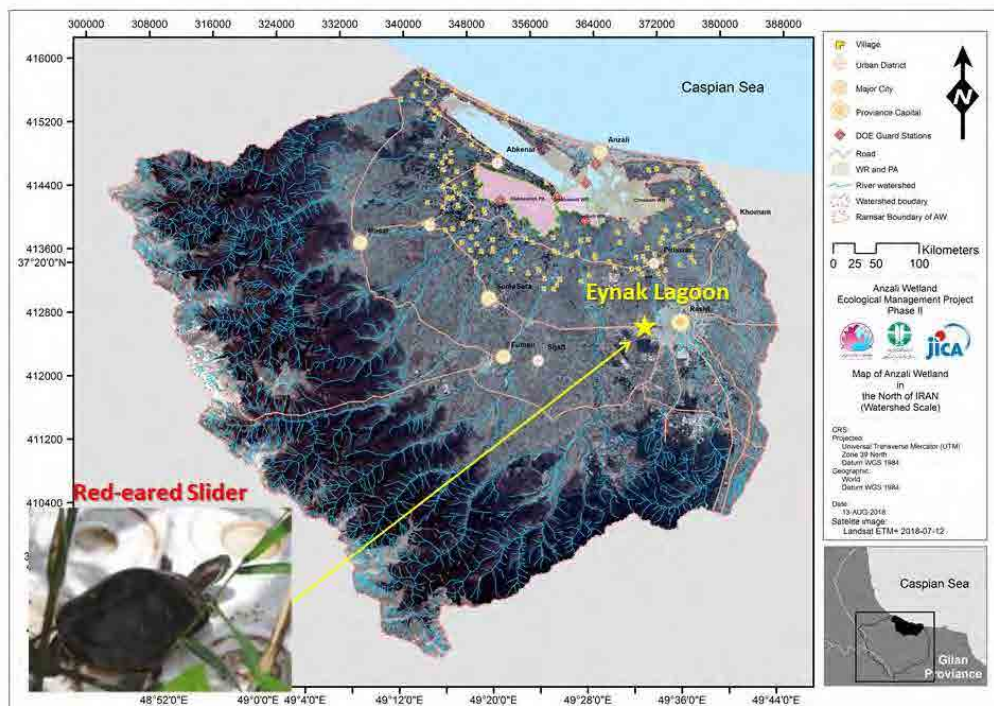 300000 308000 316000 324000 332000 340000 348000 356000 364000 372000 380000 388000
416000
415200
414400
413600
37°20'0"N
412800
412000
411200
410400
Caspian Sea
Anzali
Abkenar
Khomam
Eynak Lagoon
Rasht
Fuman
Red-eared Slider
48°52'0"E
49°4'0"E
49°12'0"E
49°20'0"E
49°28'0"E
49°36'0"E
49°44'0"E
Village
Urban District
Major City
Proviance Capital
DOE Guard Stations
Road
WR and PA
River watershed
Watershed boudary
Ramsar Boundary of AW
N
Kilometers
0 25 50 100
Anzali Wetland
Ecological Management Project
Phase II
JICA
Map of Anzali Wetland
in
the North of IRAN
(Watershed Scale)
CRS:
Projected:
Universal Transverse Mercator (UTM)
Zone 39 North
Datum WGS 1984
Geographic:
World
Datum WGS 1984
Date:
13-AUG-2018
Satelite image:
Landsat ETM+ 2018-07-12
Caspian Sea
Gilan
Proviance